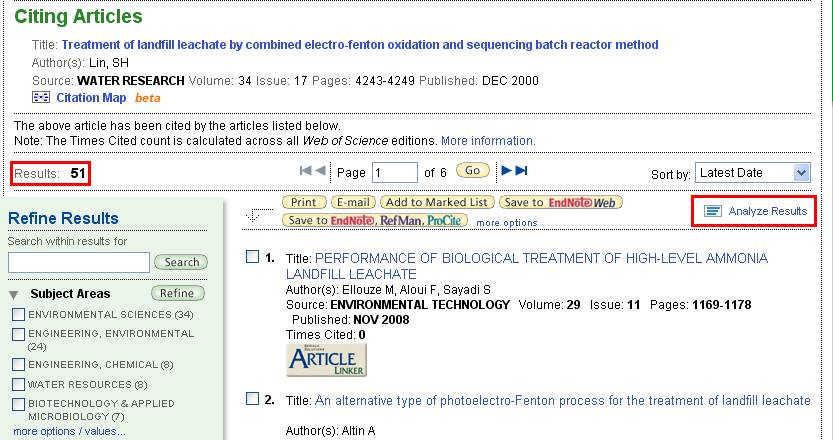 Citing Articles
Title: Treatment of landfill leachate by combined electro-fenton oxidation and sequencing batch reactor method
Author(s): Lin, SH
Source: WATER RESEARCH Volume: 34 Issue: 17 Pages: 4243-4249 Published: DEC 2000
Citation Map beta
The above article has been cited by the articles listed below.
Note: The Times Cited count is calculated across all Web of Science editions. More information.
Results: 51
Page 1 of 6 Go
Sort by: Latest Date
Refine Results
Search within results for
Search
Subject Areas Refine
ENVIRONMENTAL SCIENCES (34)
ENGINEERING, ENVIRONMENTAL
(24)
ENGINEERING, CHEMICAL (8)
WATER RESOURCES (8)
BIOTECHNOLOGY & APPLIED
MICROBIOLOGY (7)
more options / values...
Print E-mail Add to Marked List Save to EndNote Web
Save to EndNote, RefMan, ProCite more options
Analyze Results
1. Title: PERFORMANCE OF BIOLOGICAL TREATMENT OF HIGH-LEVEL AMMONIA
LANDFILL LEACHATE
Author(s): Ellouze M, Aloui F, Sayadi S
Source: ENVIRONMENTAL TECHNOLOGY Volume: 29 Issue: 11 Pages: 1169-1178
Published: NOV 2008
Times Cited: 0
ARTICLE
LINKER
2. Title: An alternative type of photoelectro-Fenton process for the treatment of landfill leachate
Author(s): Altin A